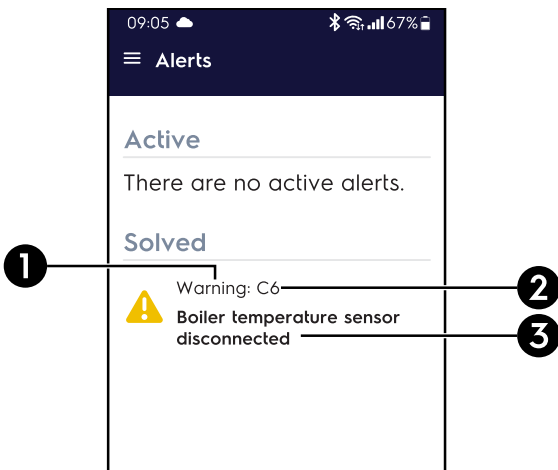 09:05 67%
Alerts
Active
There are no active alerts.
Solved
1
Warning: C6
2
Boiler temperature sensor
disconnected
3